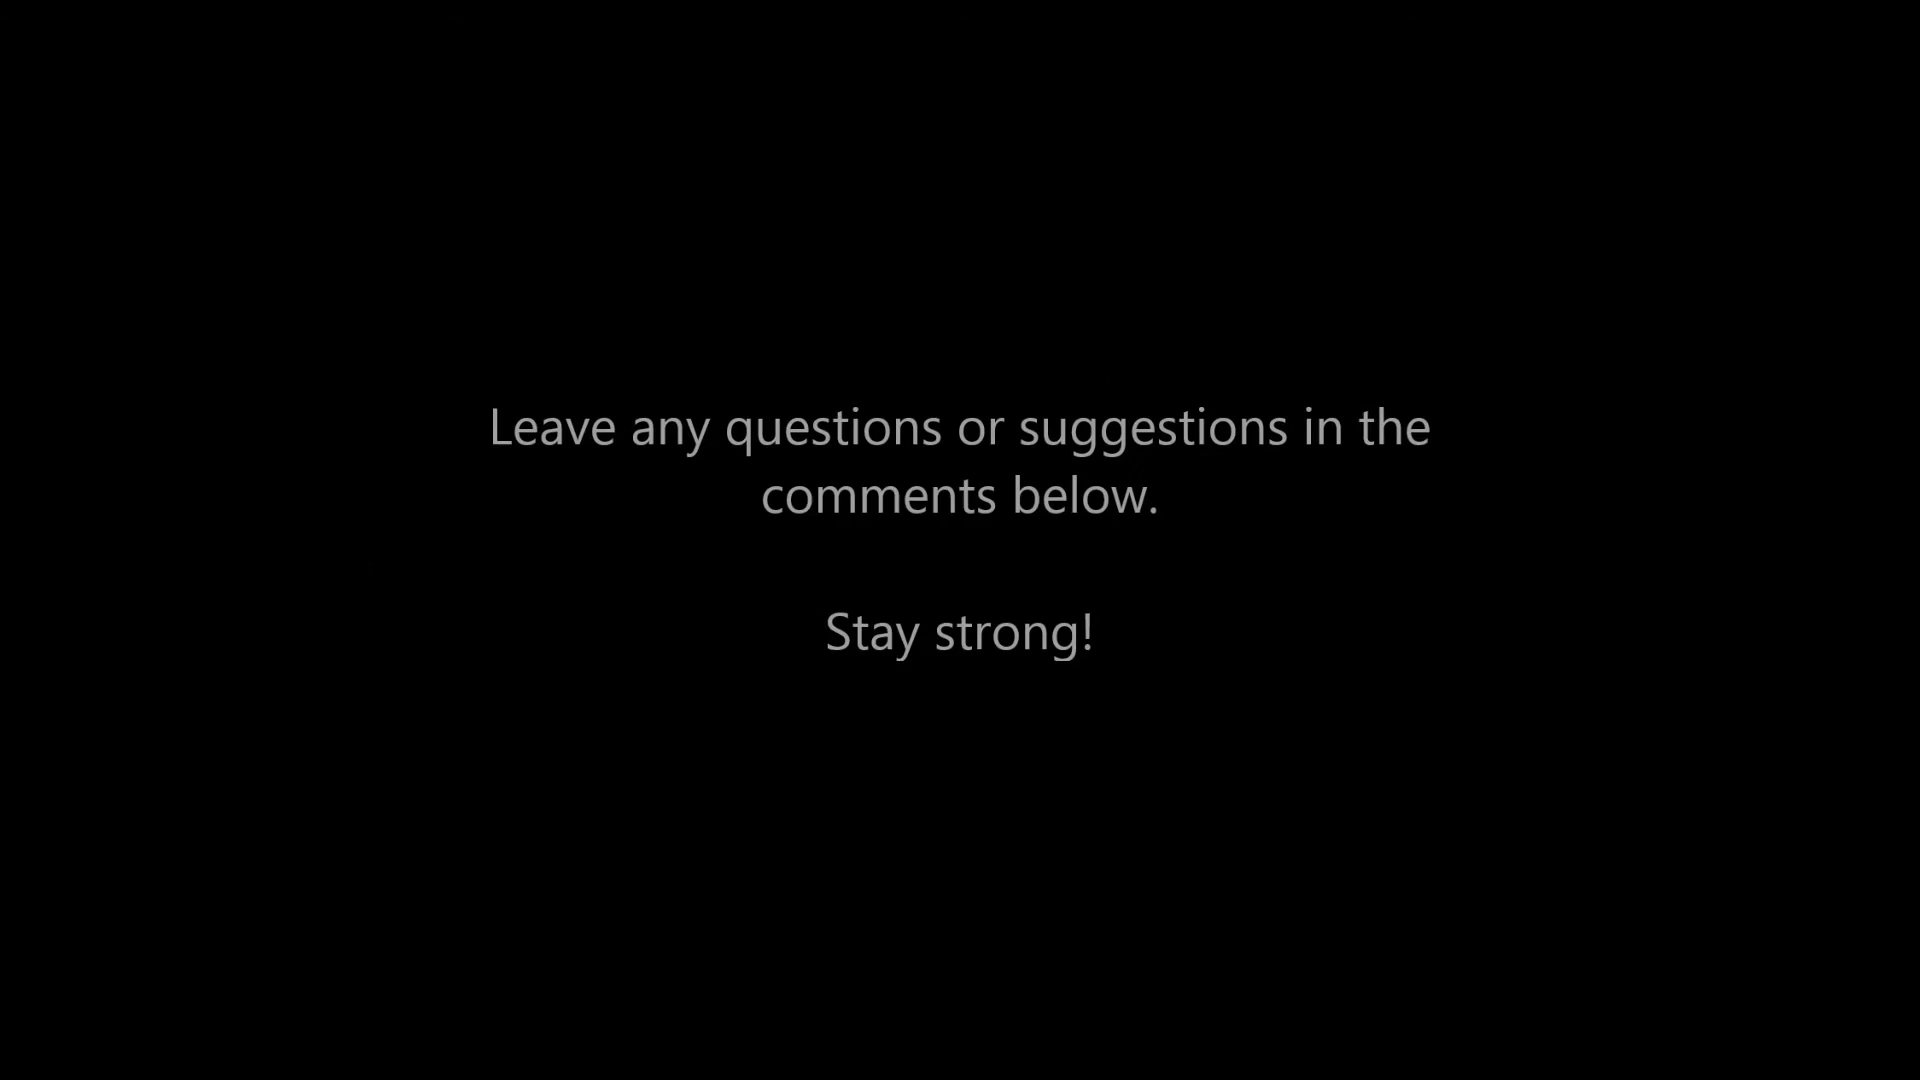 Leave any questions or suggestions in the
comments below.
Stay strong!